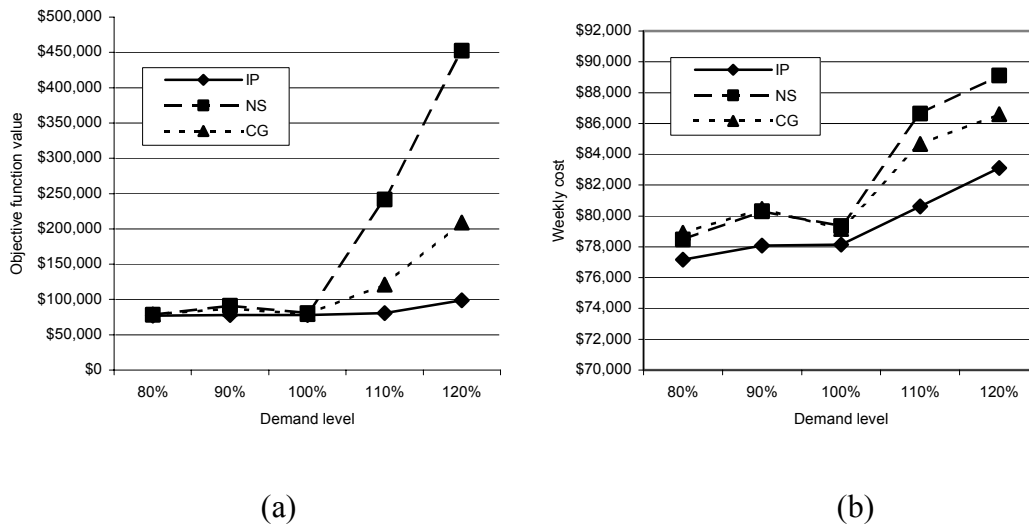 $500,000
$450,000
$400,000
$350,000
$300,000
$250,000
$200,000
$150,000
$100,000
$50,000
$0
Objective function value
IP
NS
CG
80% 90% 100% 110% 120%
Demand level
(a)
$92,000
$90,000
$88,000
$86,000
$84,000
$82,000
$80,000
$78,000
$76,000
$74,000
$72,000
$70,000
Weekly cost
IP
NS
CG
80% 90% 100% 110% 120%
Demand level
(b)